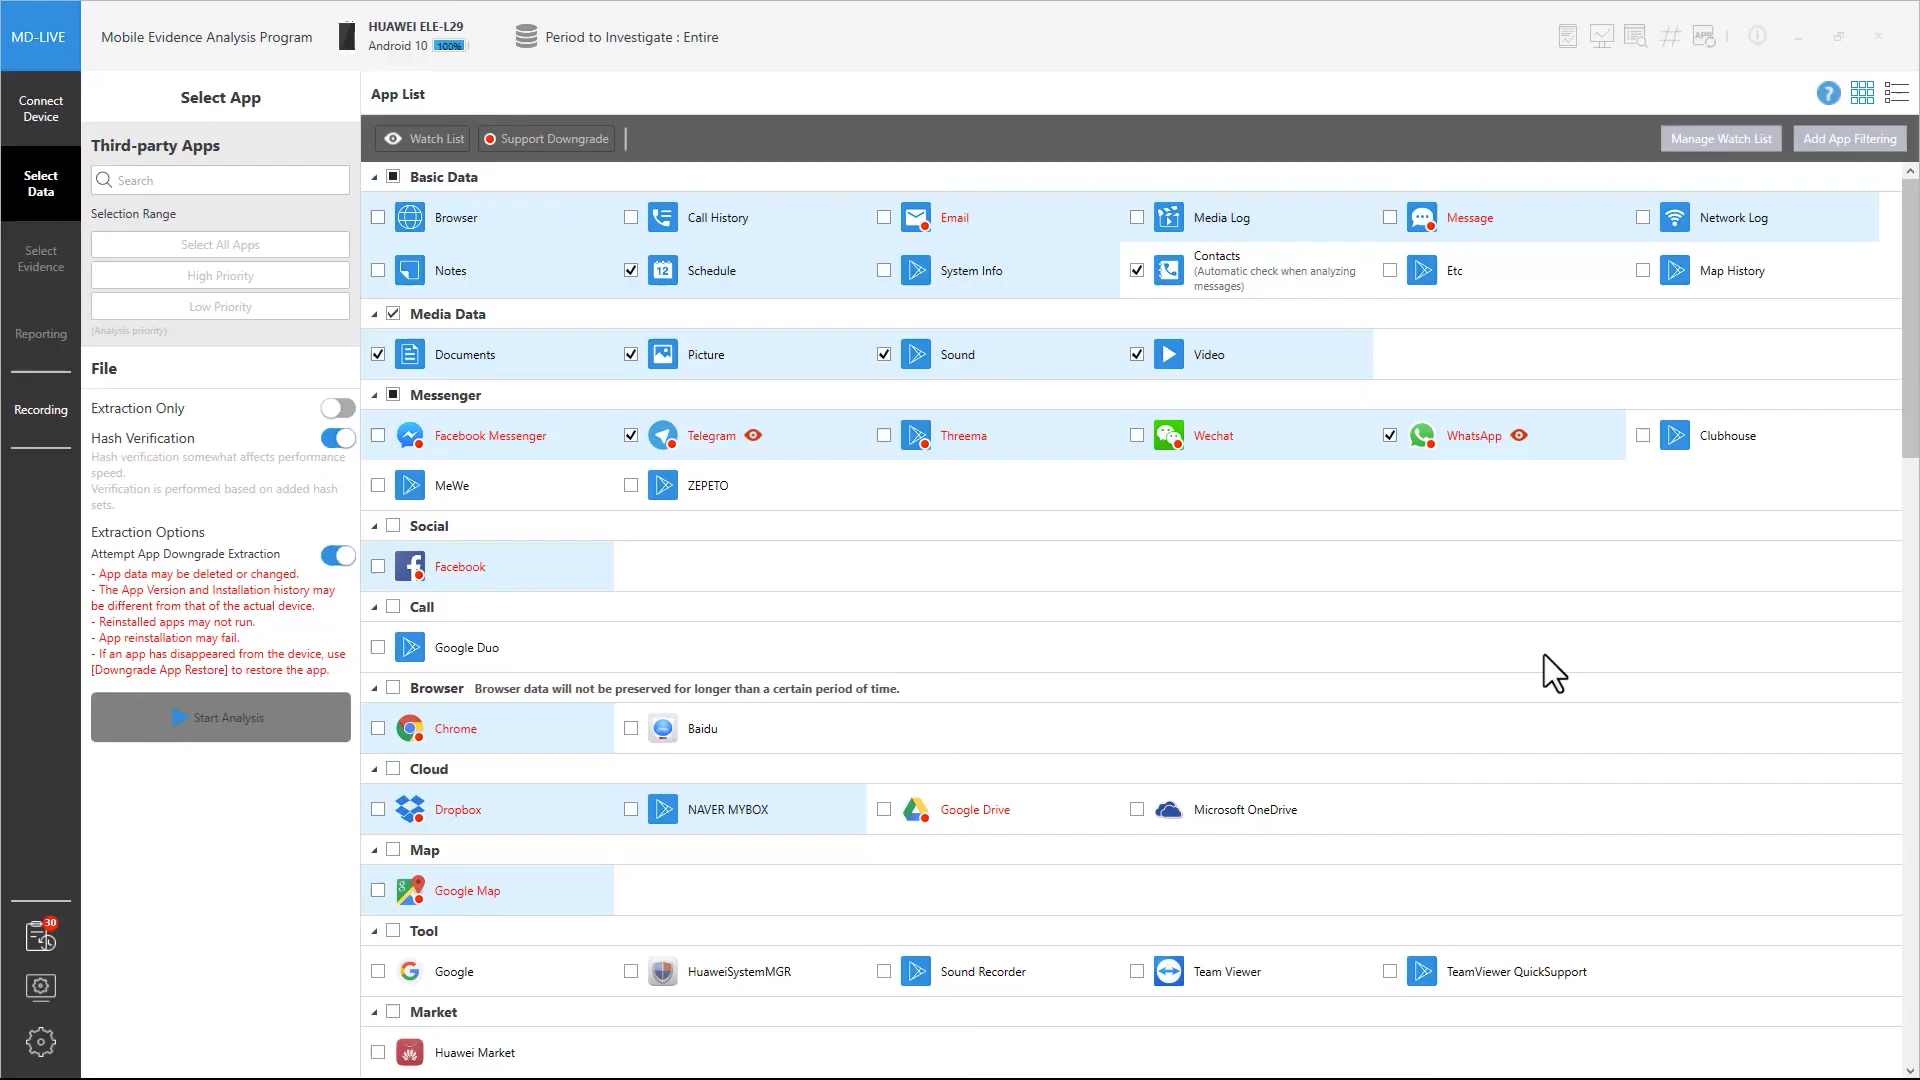 MD-LIVE
Mobile Evidence Analysis Program
HUAWEI ELE-L29
Android 10 100%
Period to Investigate : Entire
Connect
Device
Select
Data
Select
Evidence
Reporting
Recording
30
Select App
Third-party Apps
Search
Selection Range
Select All Apps
High Priority
Low Priority
(Analysis priority)
File
Extraction Only
Hash Verification
Hash verification somewhat affects performance
speed.
Verification is performed based on added hash
sets.
Extraction Options
Attempt App Downgrade Extraction
- App data may be deleted or changed.
- The App Version and Installation history may
be different from that of the actual device.
- Reinstalled apps may not run.
- App reinstallation may fail.
- If an app has disappeared from the device, use
[Downgrade App Restore] to restore the app.
Start Analysis
App List
Watch List Support Downgrade Manage Watch List Add App Filtering
Basic Data
Browser Call History Email Media Log Message Network Log
Notes 12 Schedule System Info Contacts
(Automatic check when analyzing
messages) Etc Map History
Media Data
Documents Picture Sound Video
Messenger
Facebook Messenger Telegram Threema Wechat WhatsApp Clubhouse
MeWe ZEPETO
Social
Facebook
Call
Google Duo
Browser Browser data will not be preserved for longer than a certain period of time.
Chrome Baidu
Cloud
Dropbox NAVER MYBOX Google Drive Microsoft OneDrive
Map
Google Map
Tool
Google HuaweiSystemMGR Sound Recorder Team Viewer TeamViewer QuickSupport
Market
Huawei Market
APP
?